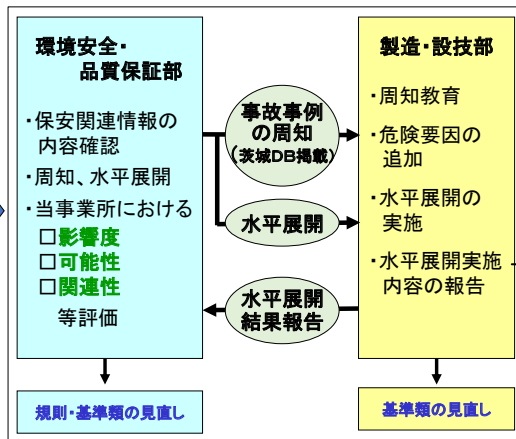 環境安全・
品質保証部
・保安関連情報の
内容確認
・周知、水平展開
・当事業所における
□影響度
□可能性
□関連性
等評価
規則・基準類の見直し
事故事例
の周知
(茨城DB掲載)
水平展開
水平展開
結果報告
製造・設技部
・周知教育
・危険要因の
追加
・水平展開の
実施
・水平展開実施
内容の報告
基準類の見直し